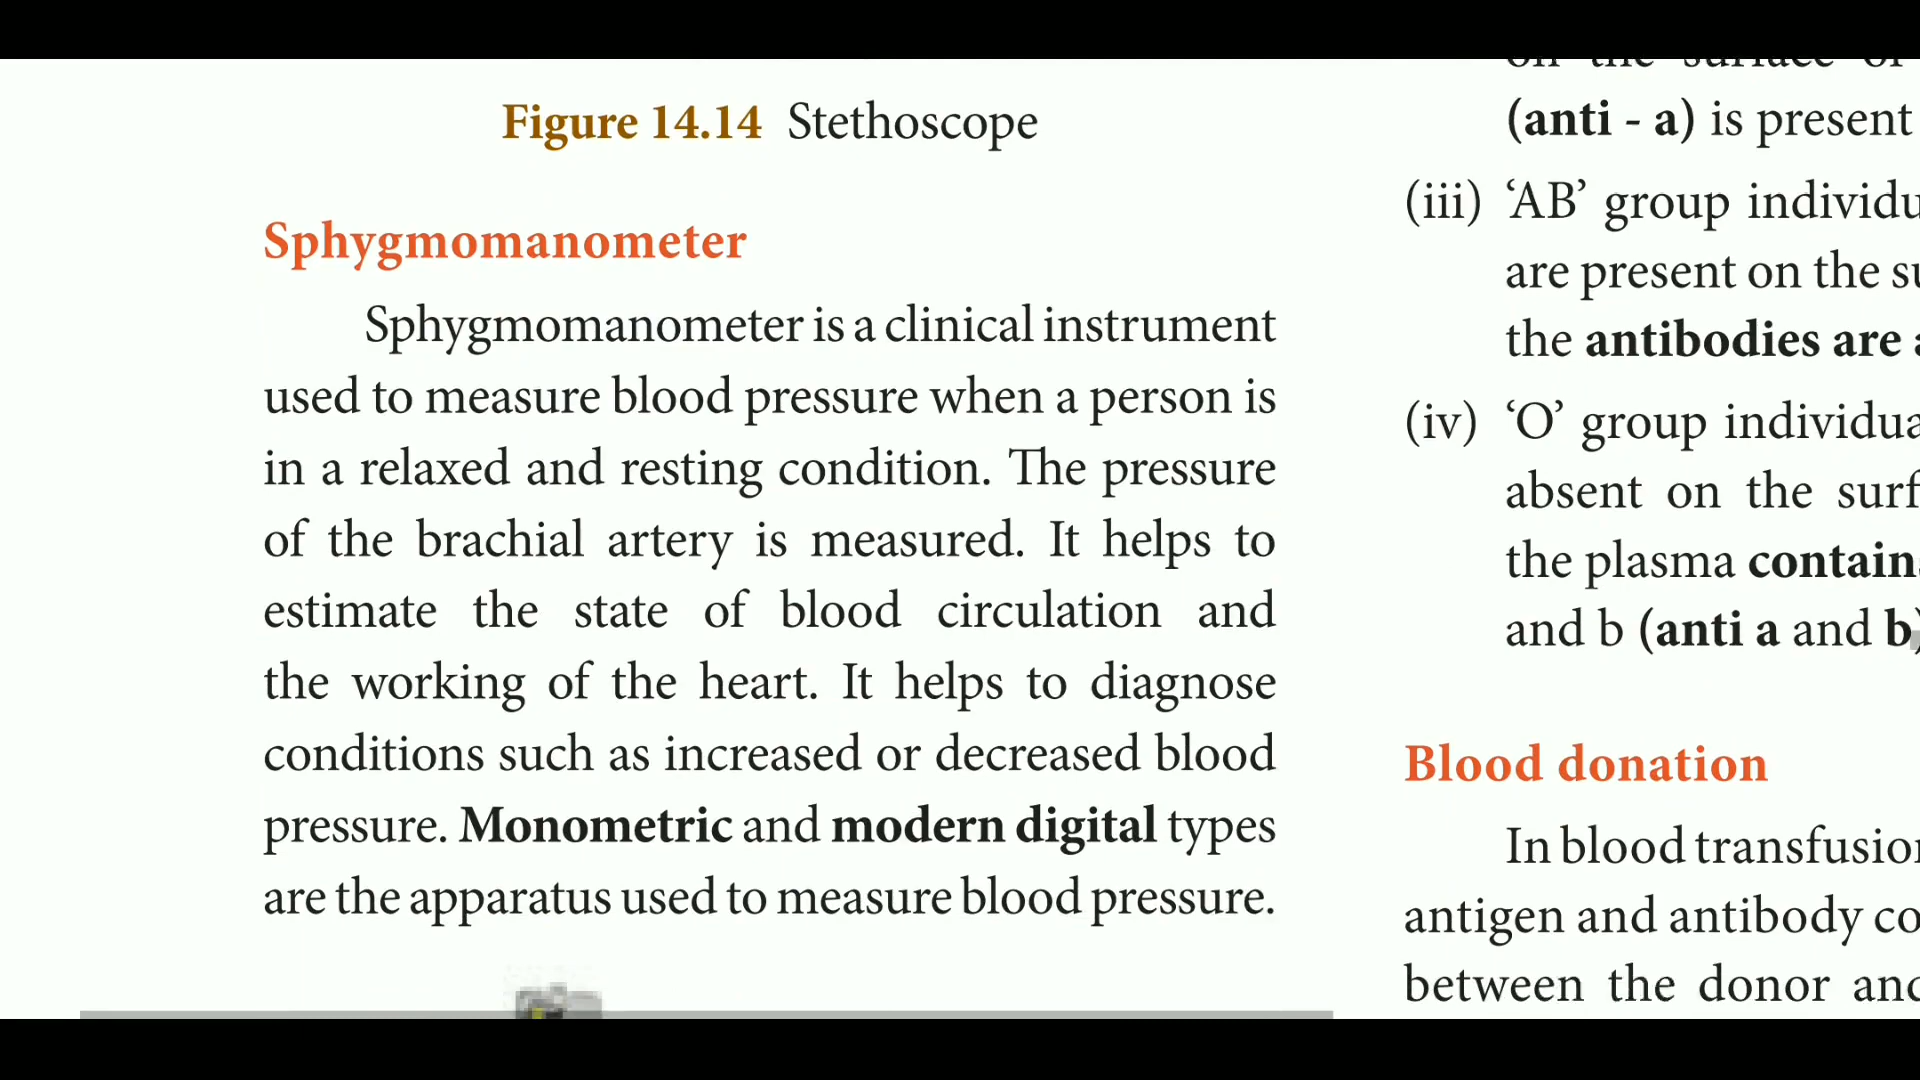 Figure 14.14 Stethoscope
Sphygmomanometer
Sphygmomanometer is a clinical instrument
used to measure blood pressure when a person is
in a relaxed and resting condition. The pressure
of the brachial artery is measured. It helps to
estimate the state of blood circulation and
the working of the heart. It helps to diagnose
conditions such as increased or decreased blood
pressure. Monometric and modern digital types
are the apparatus used to measure blood pressure.
on the surface of
(anti - a) is present
(iii) ‘AB’ group
are present on the
the antibodies are
(iv) ‘O’ group
absent on the
the plasma
and b (anti a and b)
Blood donation
In blood
antigen and antibody
between the donor